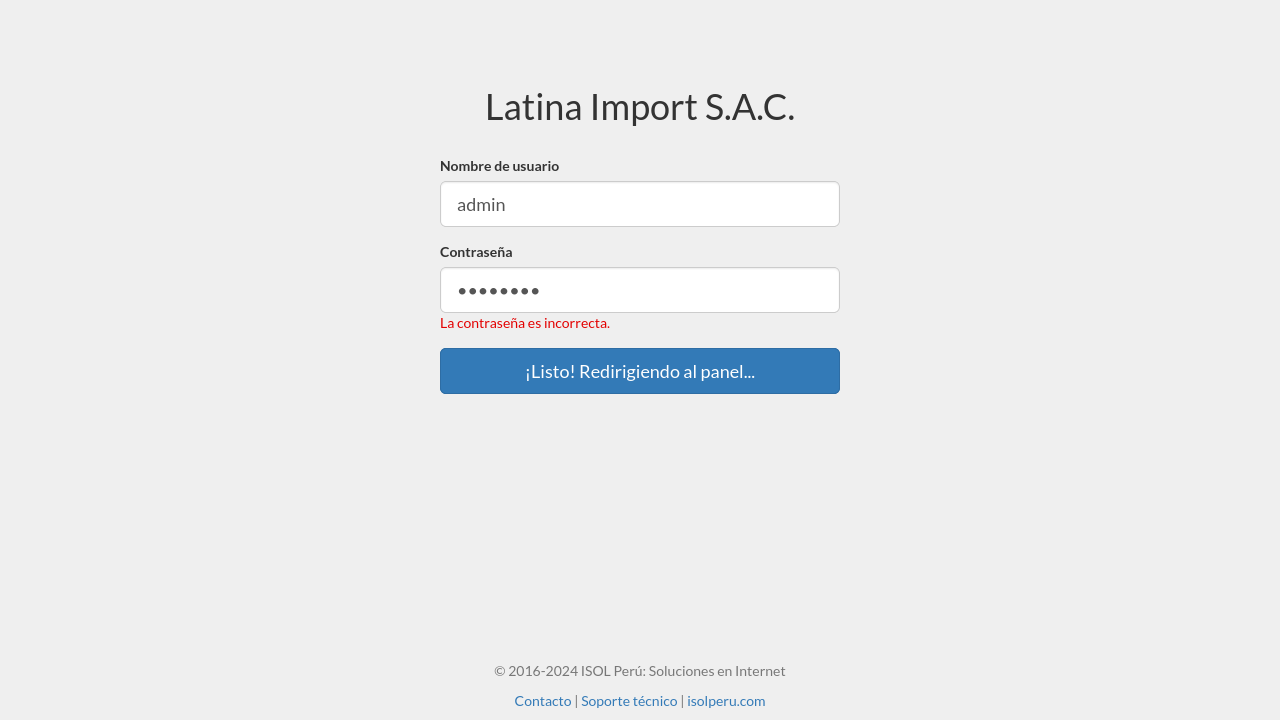 Latina Import S.A.C.
Nombre de usuario
admin
Contraseña
••••••••
La contraseña es incorrecta.
¡Listo! Redirigiendo al panel...
© 2016-2024 ISOL Perú: Soluciones en Internet
Contacto | Soporte técnico | isolperu.com